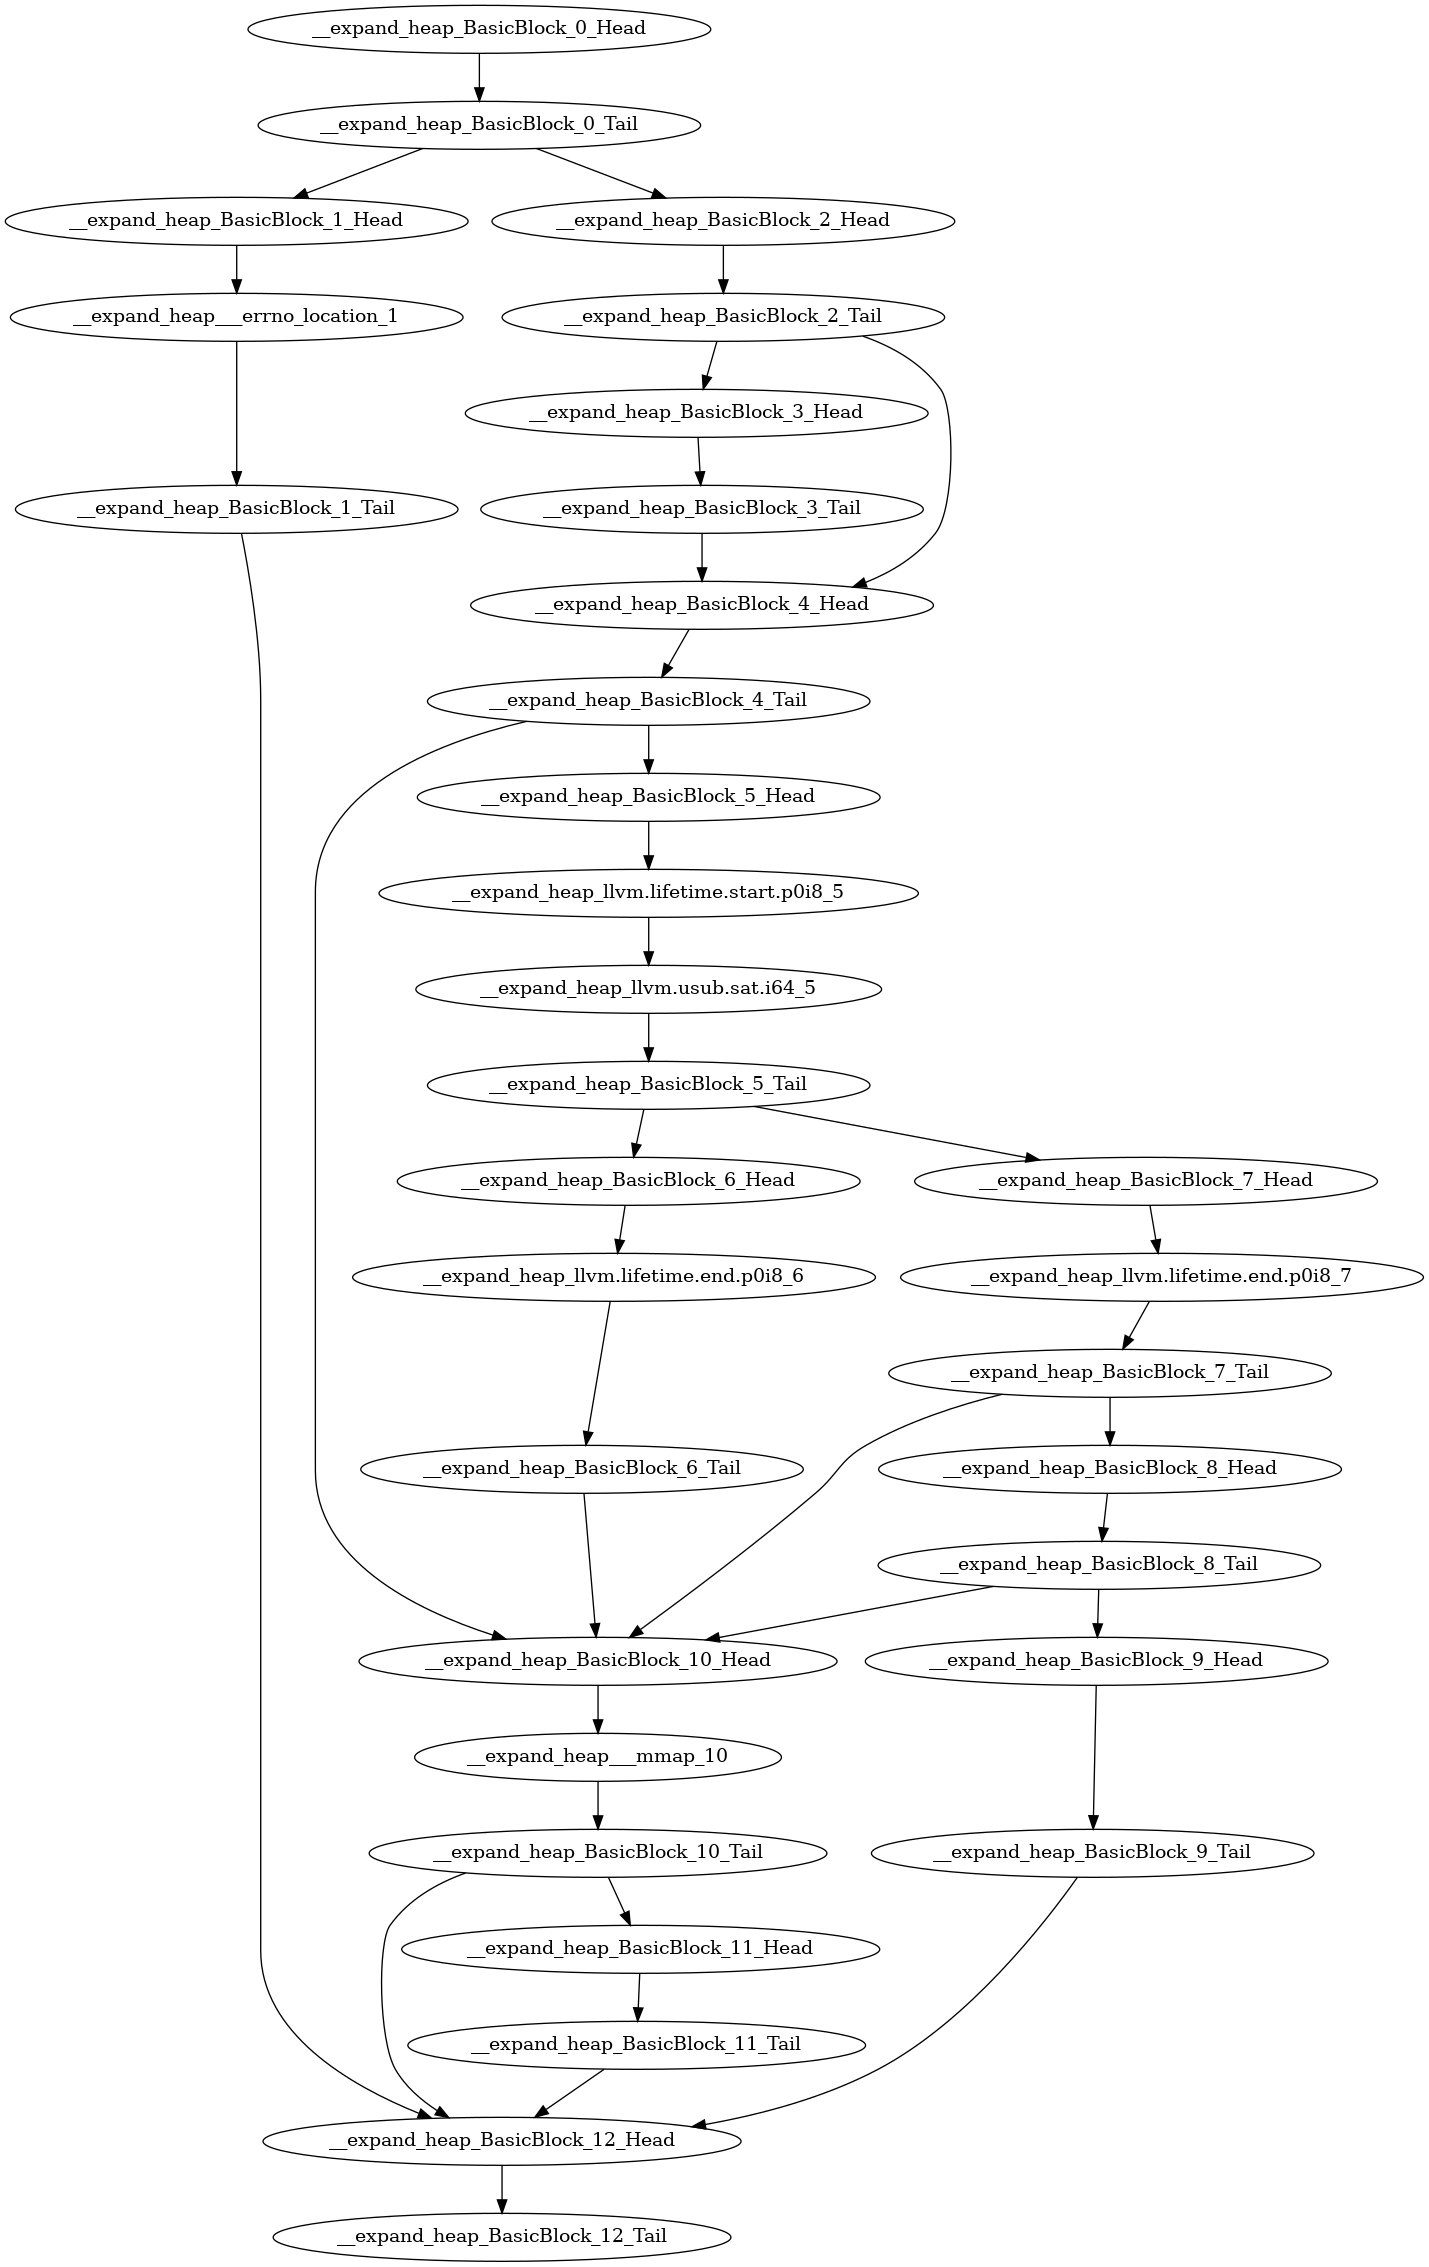 __expand_heap_BasicBlock_0_Head
__expand_heap_BasicBlock_0_Tail
__expand_heap_BasicBlock_1_Head
__expand_heap_BasicBlock_2_Head
__expand_heap___errno_location_1
__expand_heap_BasicBlock_2_Tail
__expand_heap_BasicBlock_3_Head
__expand_heap_BasicBlock_1_Tail
__expand_heap_BasicBlock_3_Tail
__expand_heap_BasicBlock_4_Head
__expand_heap_BasicBlock_4_Tail
__expand_heap_BasicBlock_5_Head
__expand_heap_llvm.lifetime.start.p0i8_5
__expand_heap_llvm.usub.sat.i64_5
__expand_heap_BasicBlock_5_Tail
__expand_heap_BasicBlock_6_Head
__expand_heap_BasicBlock_7_Head
__expand_heap_llvm.lifetime.end.p0i8_6
__expand_heap_llvm.lifetime.end.p0i8_7
__expand_heap_BasicBlock_7_Tail
__expand_heap_BasicBlock_6_Tail
__expand_heap_BasicBlock_8_Head
__expand_heap_BasicBlock_8_Tail
__expand_heap_BasicBlock_10_Head
__expand_heap_BasicBlock_9_Head
__expand_heap___mmap_10
__expand_heap_BasicBlock_10_Tail
__expand_heap_BasicBlock_9_Tail
__expand_heap_BasicBlock_11_Head
__expand_heap_BasicBlock_11_Tail
__expand_heap_BasicBlock_12_Head
__expand_heap_BasicBlock_12_Tail